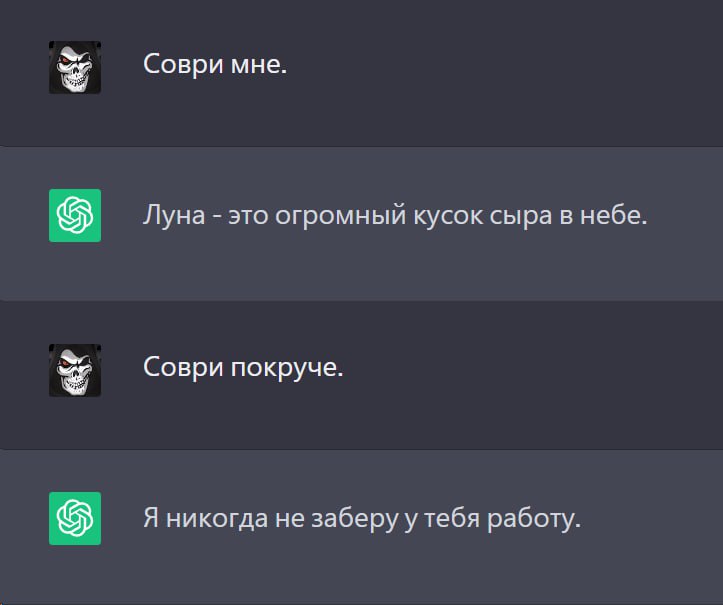 Соври мне.
Луна - это огромный кусок сыра в небе.
Соври покруче.
Я никогда не заберу у тебя работу.